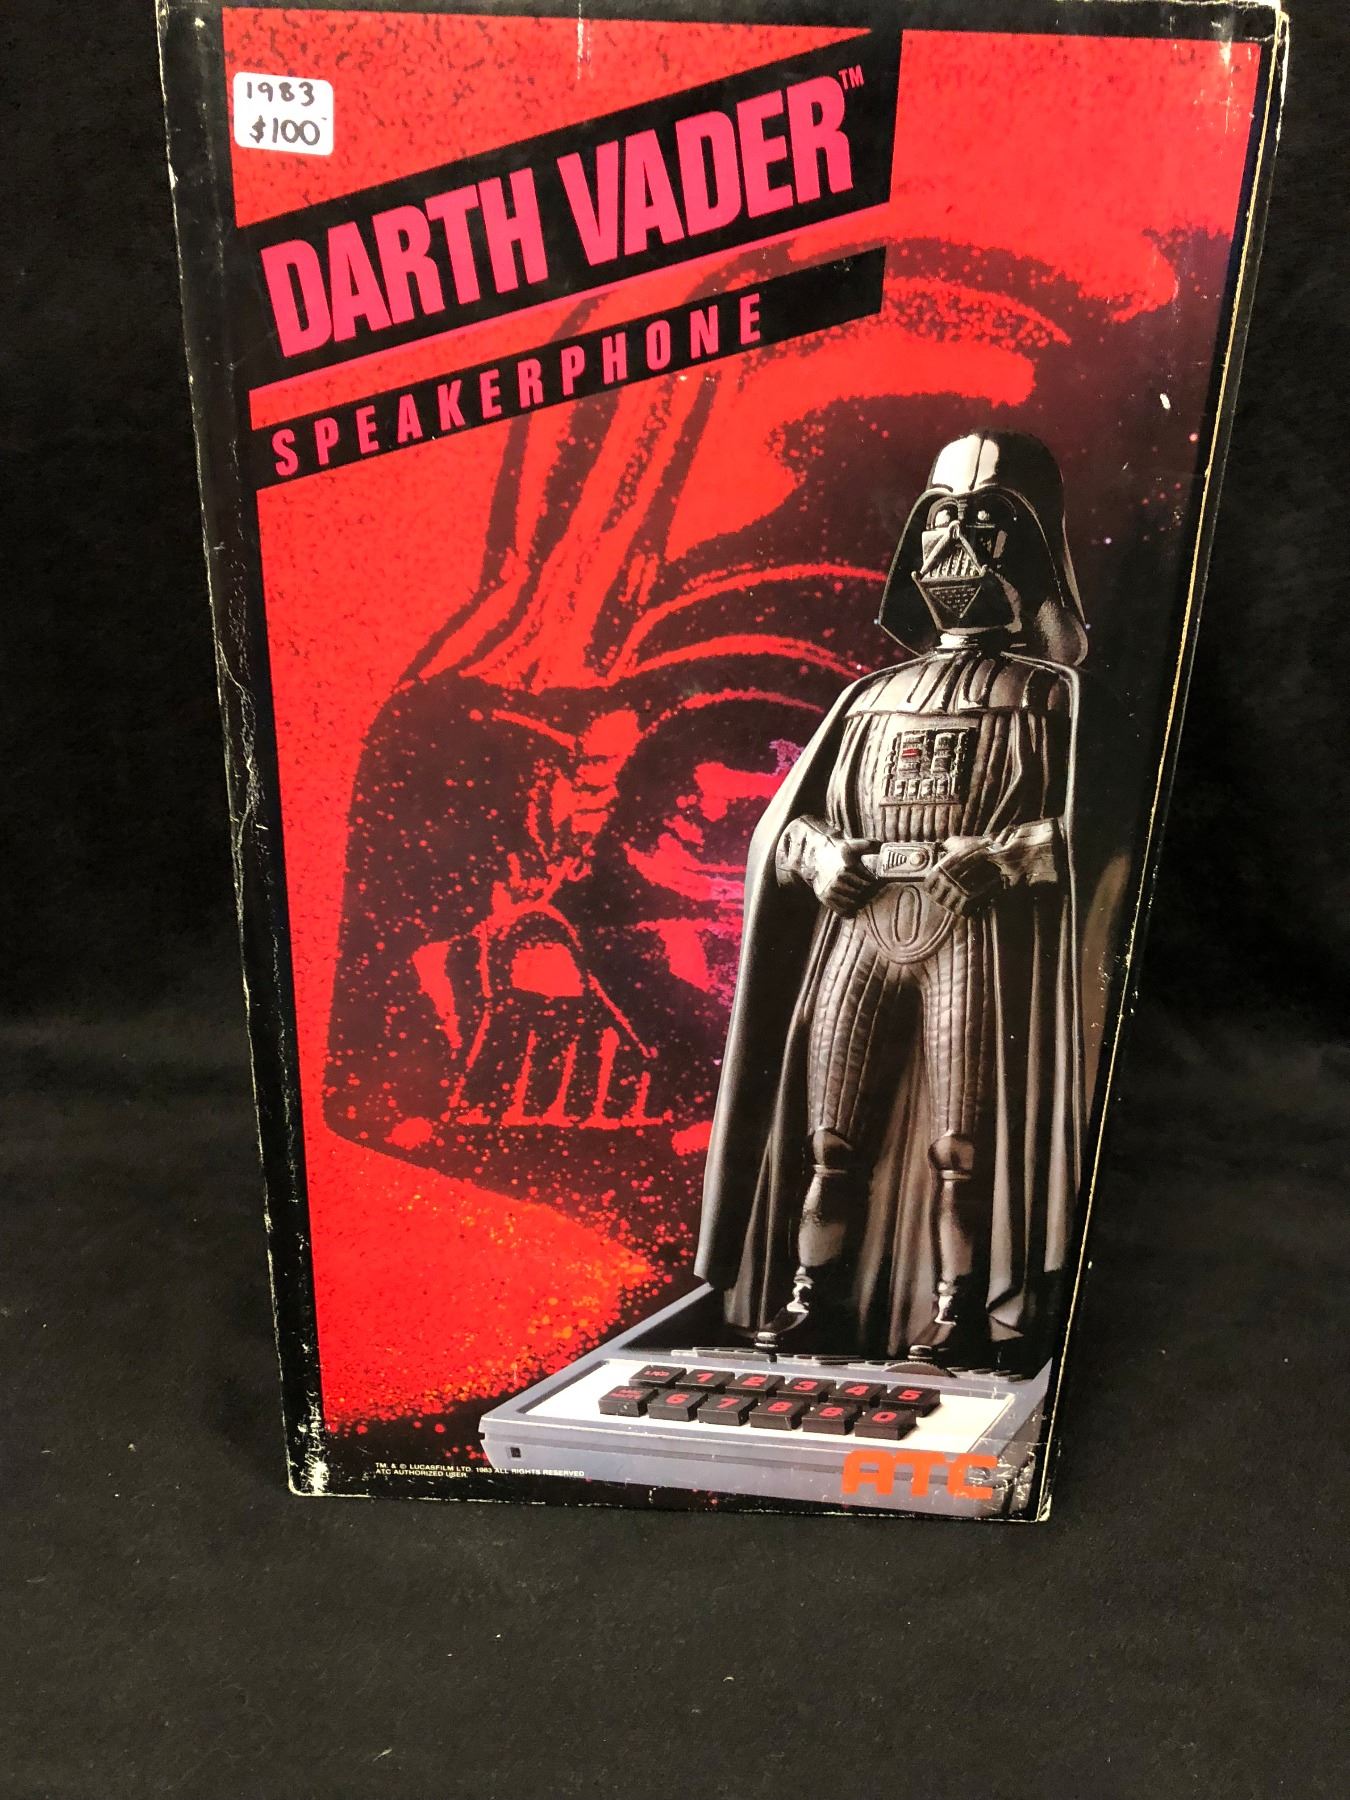 1983
$100
DARTH VADER™
SPEAKERPHONE
1 2 3 4 5
6 7 8 9 0
TM. & © LUCASFILM LTD. 1983 ALL RIGHTS RESERVED
ATC AUTHORIZED USER
ATC